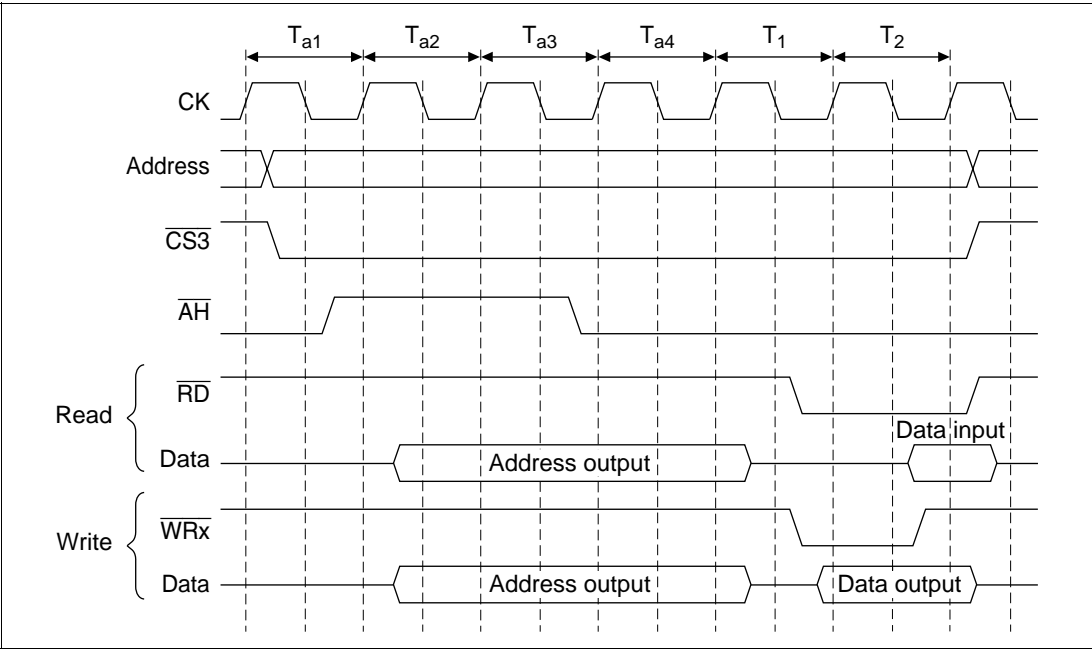 Ta1 Ta2 Ta3 Ta4 T1 T2
CK
Address
CS3
AH
Read
RD
Data input
Data Address output
Write
WRx
Data Address output Data output